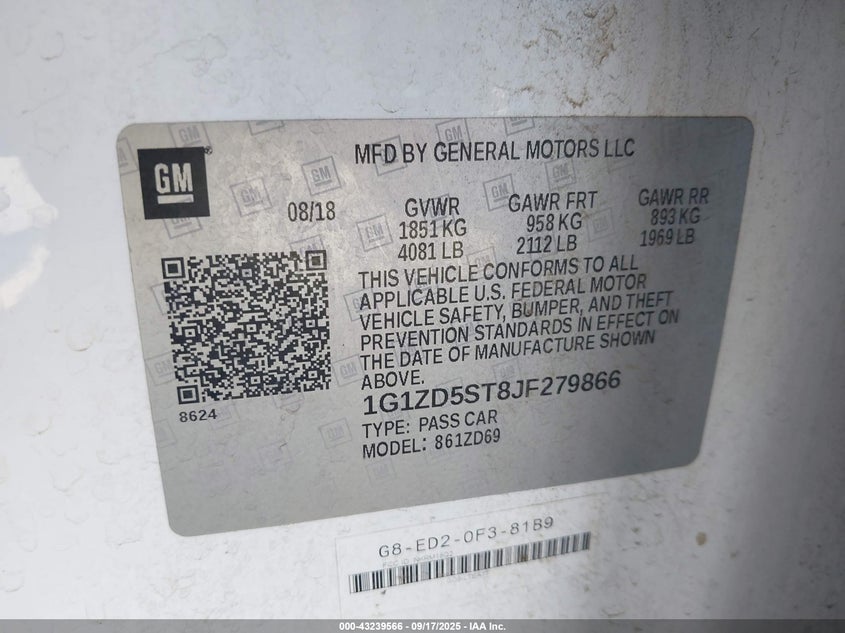 GM
MFD BY GENERAL MOTORS LLC
08/18
GVWR
1851 KG
4081 LB
GAWR FRT
958 KG
2112 LB
GAWR RR
893 KG
1969 LB
THIS VEHICLE CONFORMS TO ALL
APPLICABLE U.S. FEDERAL MOTOR
VEHICLE SAFETY, BUMPER, AND THEFT
PREVENTION STANDARDS IN EFFECT ON
THE DATE OF MANUFACTURE SHOWN
ABOVE.
8624
1G1ZD5ST8JF279866
TYPE: PASS CAR
MODEL: 861ZD69
G8-ED2-0F3-81B9
000-43239566 - 09/17/2025 - IAA Inc.